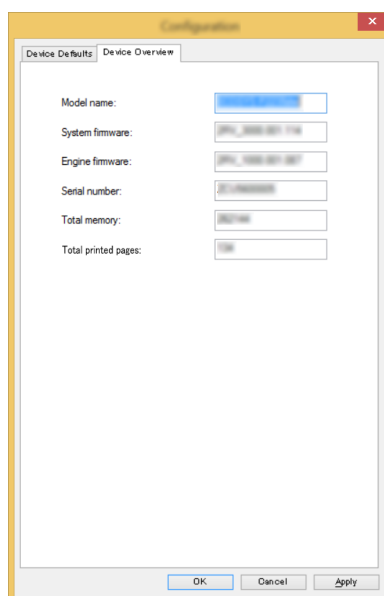 Configuration
Device Defaults Device Overview
Model name:
System firmware:
Engine firmware:
Serial number:
Total memory:
Total printed pages:
OK Cancel Apply